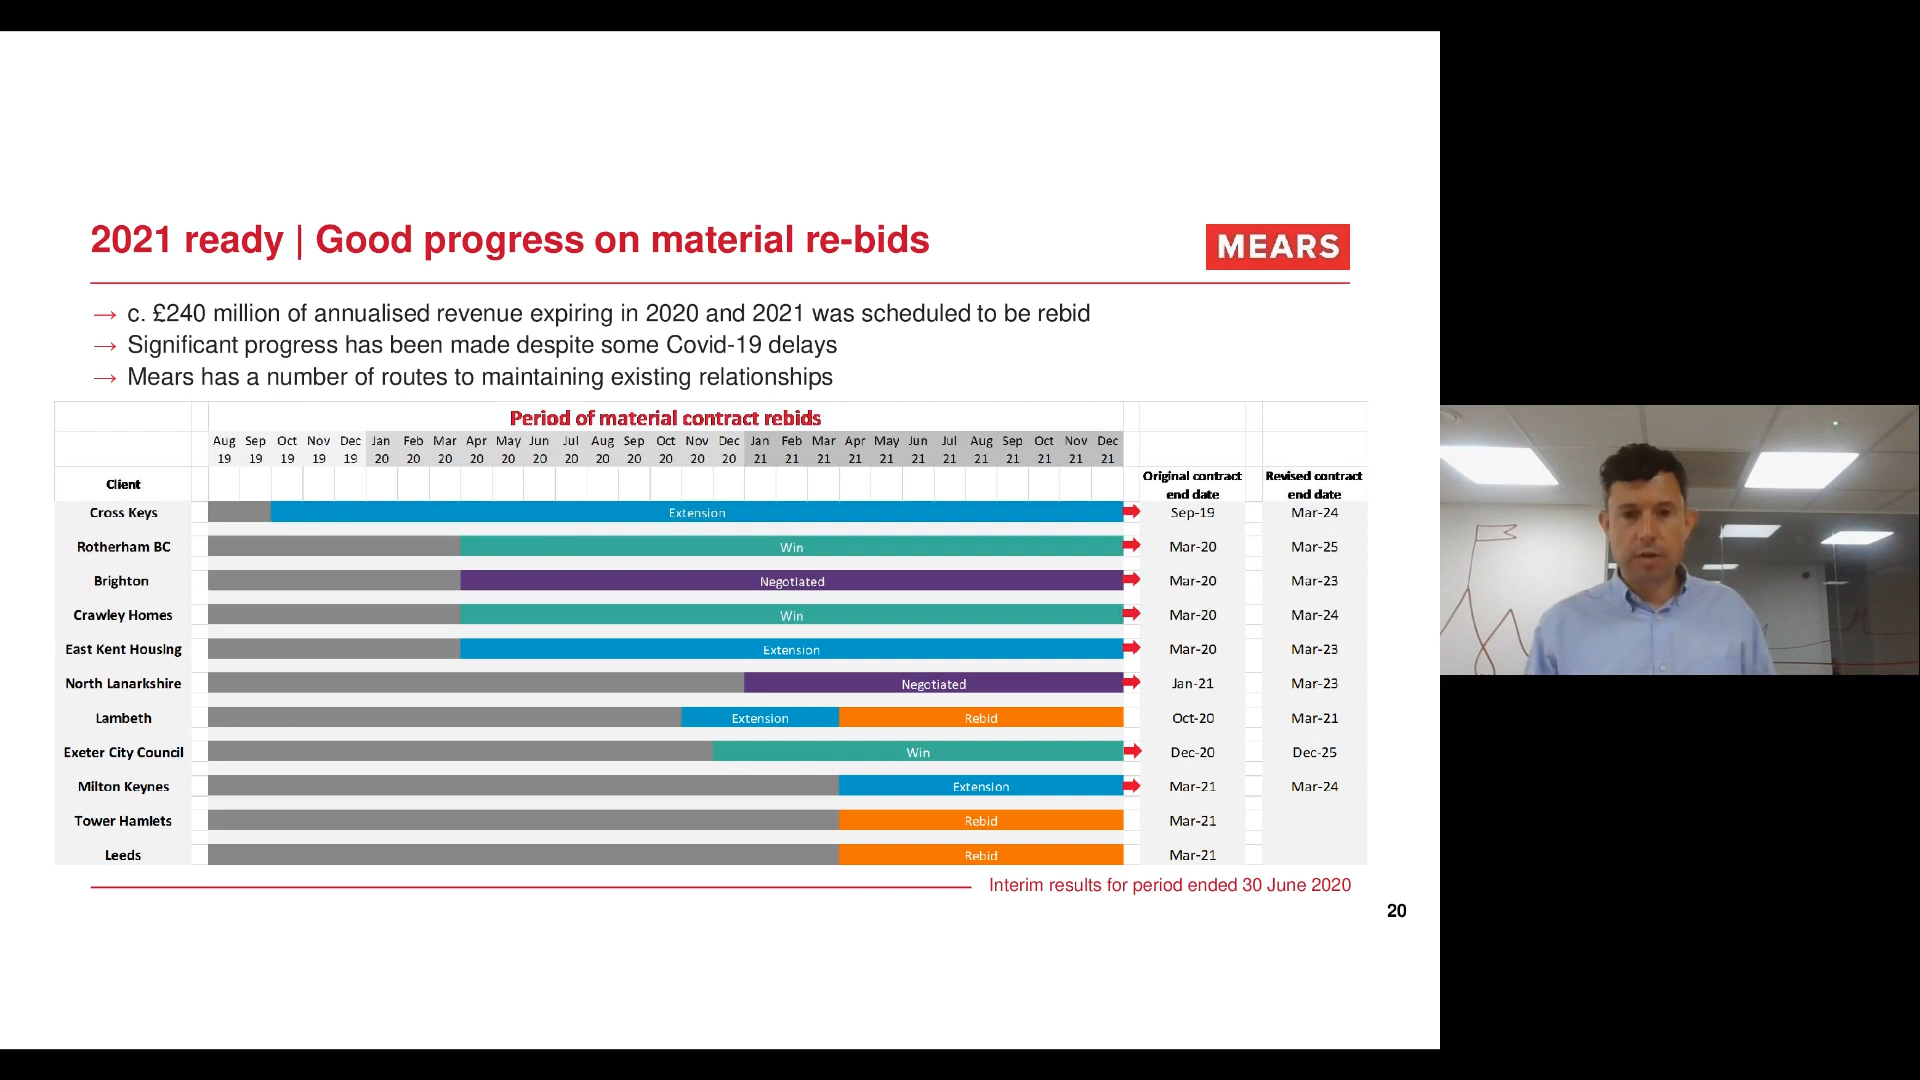 2021 ready | Good progress on material re-bids
MEARS
→ c. £240 million of annualised revenue expiring in 2020 and 2021 was scheduled to be rebid
→ Significant progress has been made despite some Covid-19 delays
→ Mears has a number of routes to maintaining existing relationships
Period of material contract rebids
Aug Sep Oct Nov Dec Jan Feb Mar Apr May Jun Jul Aug Sep Oct Nov Dec Jan Feb Mar Apr May Jun Jul Aug Sep Oct Nov Dec
19 19 19 19 19 20 20 20 20 20 20 20 20 20 20 20 20 21 21 21 21 21 21 21 21 21 21 21 21
Client Original contract end date Revised contract end date
Cross Keys Extension Sep-19 Mar-24
Rotherham BC Win Mar-20 Mar-25
Brighton Negotiated Mar-20 Mar-23
Crawley Homes Win Mar-20 Mar-24
East Kent Housing Extension Mar-20 Mar-23
North Lanarkshire Negotiated Jan-21 Mar-23
Lambeth Extension Rebid Oct-20 Mar-21
Exeter City Council Win Dec-20 Dec-25
Milton Keynes Extension Mar-21 Mar-24
Tower Hamlets Rebid Mar-21
Leeds Rebid Mar-21
Interim results for period ended 30 June 2020
20